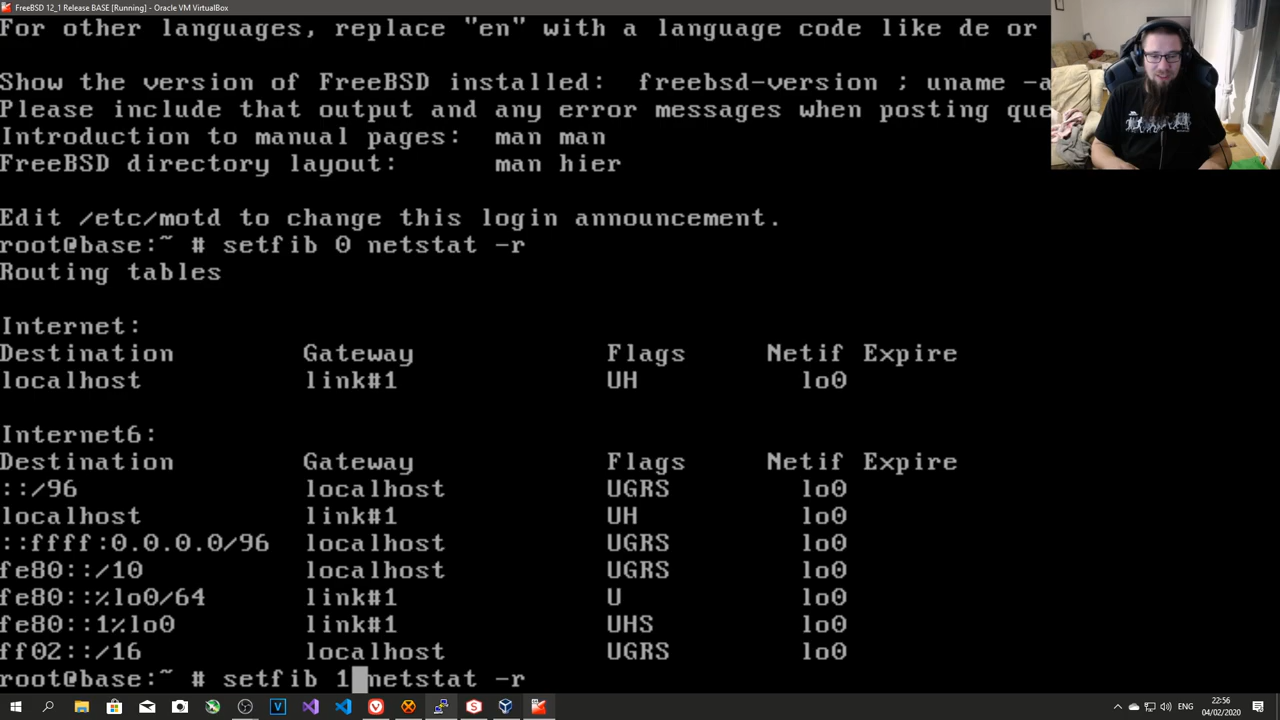 FreeBSD 12_1 Release BASE [Running] - Oracle VM VirtualBox
For other languages, replace "en" with a language code like de or
Show the version of FreeBSD installed:  freebsd-version ; uname -a
Please include that output and any error messages when posting que
Introduction to manual pages:  man man
FreeBSD directory layout:      man hier
Edit /etc/motd to change this login announcement.
root@base:~ # setfib 0 netstat -r
Routing tables
Internet:
Destination        Gateway            Flags     Netif Expire
localhost          link#1             UH          lo0
Internet6:
Destination        Gateway            Flags     Netif Expire
::/96              localhost          UGRS        lo0
localhost          link#1             UH          lo0
::ffff:0.0.0.0/96  localhost          UGRS        lo0
fe80::/10          localhost          UGRS        lo0
fe80::%lo0/64      link#1             U           lo0
fe80::1%lo0        link#1             UHS         lo0
ff02::/16          localhost          UGRS        lo0
root@base:~ # setfib 1 netstat -r
ENG
22:56
04/02/2020